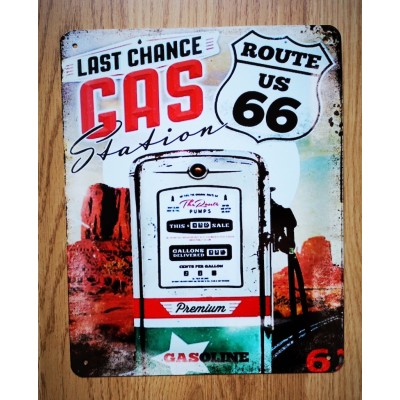 LAST CHANCE
GAS
Station
ROUTE
US
66
The Route
PUMPS
THIS SALE
GALLONS
DELIVERED
CENTS PER GALLON
Premium
GASOLINE
6